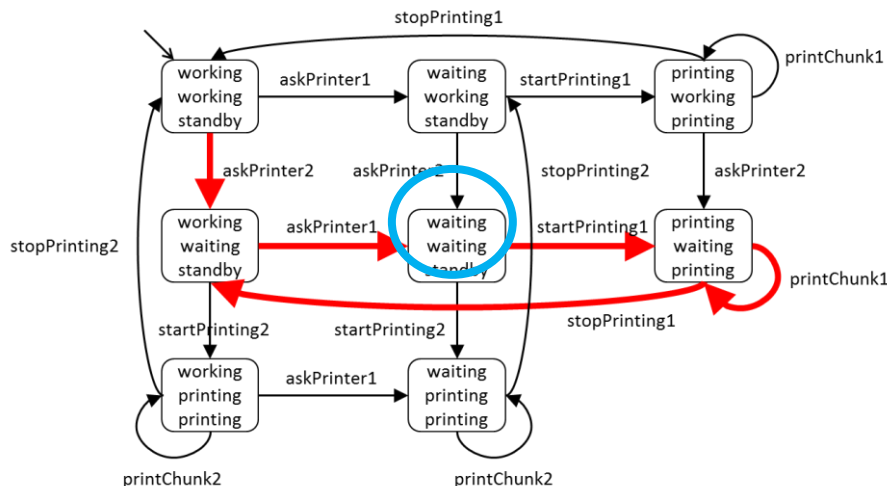 stopPrinting1
working
working
standby
askPrinter1
waiting
working
standby
startPrinting1
printing
working
printing
printChunk1
askPrinter2
askPrinter2
stopPrinting2
askPrinter2
stopPrinting2
working
waiting
standby
askPrinter1
waiting
waiting
standby
startPrinting1
printing
waiting
printing
printChunk1
stopPrinting1
startPrinting2
startPrinting2
working
printing
printing
askPrinter1
waiting
printing
printing
printChunk2
printChunk2